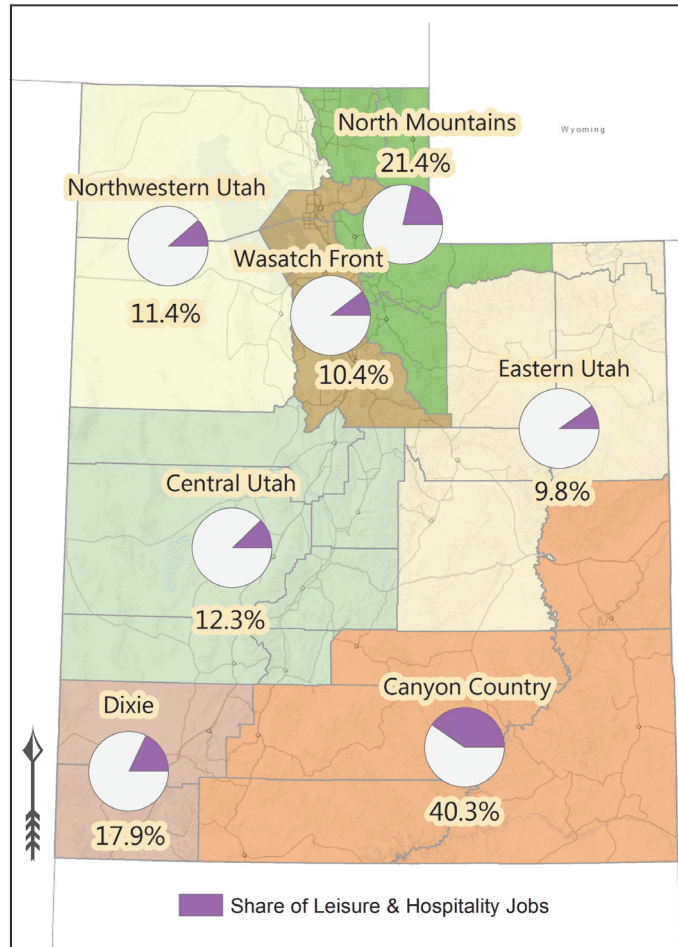 North Mountains
21.4%
Wyoming
Northwestern Utah
11.4%
Wasatch Front
10.4%
Eastern Utah
9.8%
Central Utah
12.3%
Canyon Country
40.3%
Dixie
17.9%
Share of Leisure & Hospitality Jobs